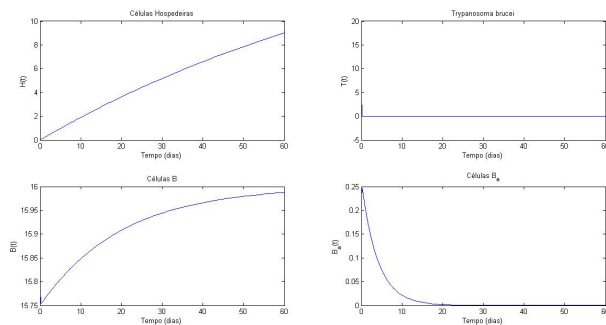 Células Hospedeiras
10
8
6
4
2
0
H(t)
0 10 20 30 40 50 60
Tempo (dias)
Trypanosoma brucei
20
15
10
5
0
-5
T(t)
0 10 20 30 40 50 60
Tempo (dias)
Células B
16
15.95
15.9
15.85
15.8
15.75
B(t)
0 10 20 30 40 50 60
Tempo (dias)
Células Ba
0.25
0.2
0.15
0.1
0.05
0
Ba(t)
0 10 20 30 40 50 60
Tempo (dias)